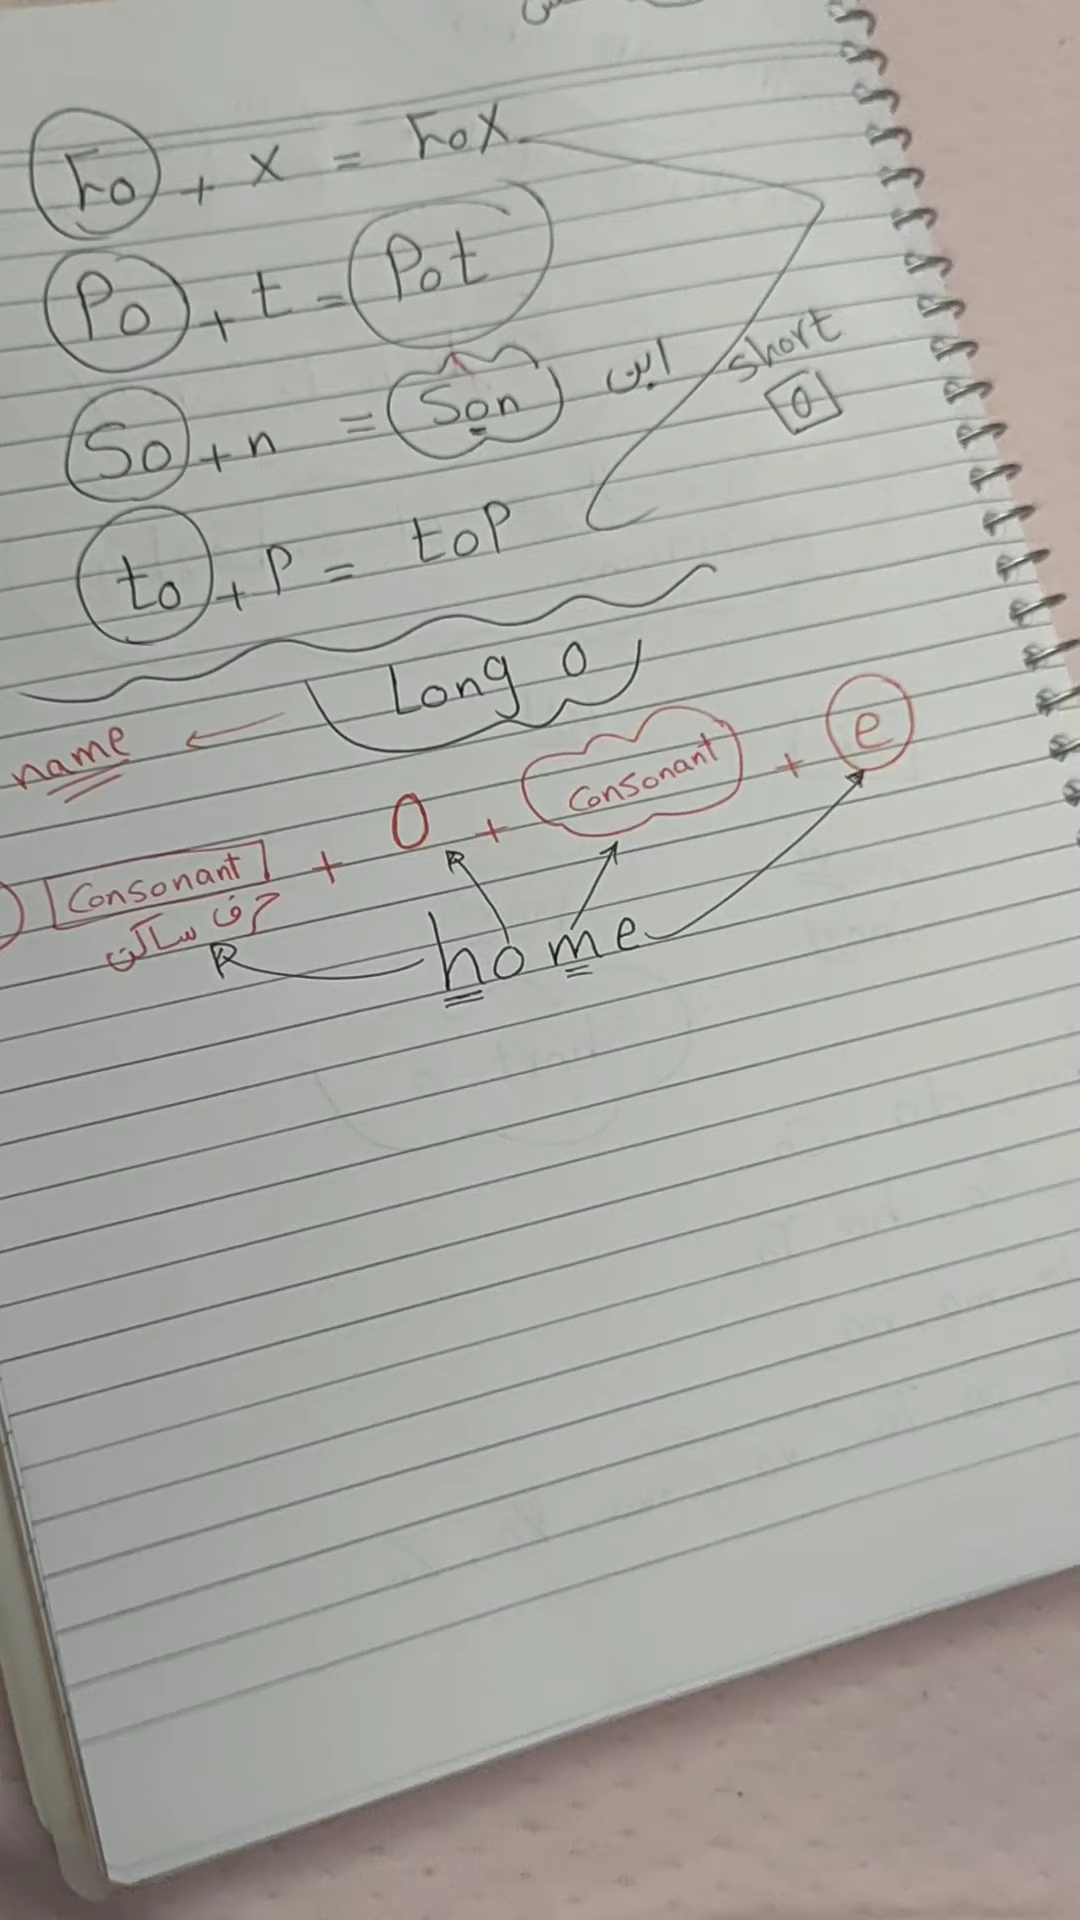 Fo + x = Fox
Po + t = Pot
So + n = Son ابن
short
o
to + P = toP
Long o
name
Consonant + O + Consonant + e
حرف ساكن
home